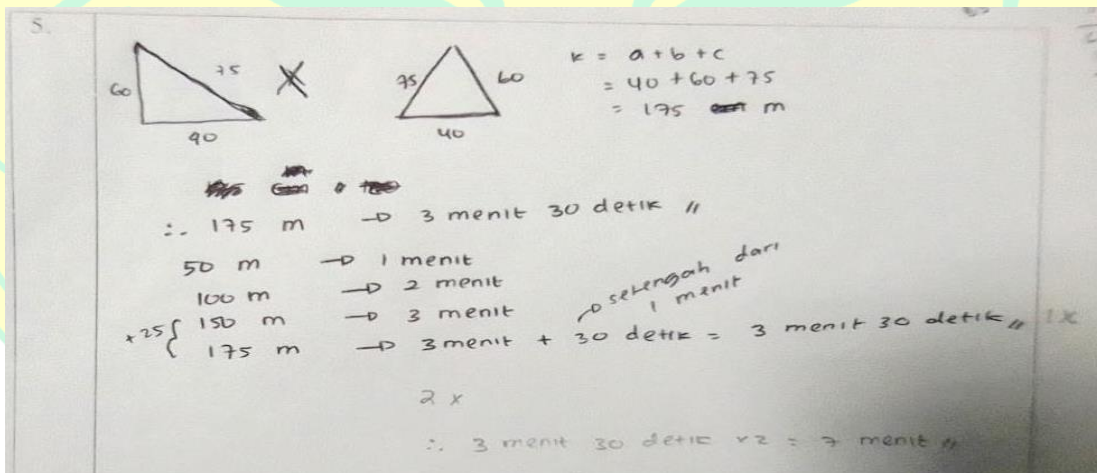 5.
60 75
90
75 60
40
k = a + b + c
= 40 + 60 + 75
= 175 m
∴ 175 m → 3 menit 30 detik //
50 m → 1 menit
100 m → 2 menit
setengah dari 1 menit
+25 { 150 m → 3 menit
175 m → 3 menit + 30 detik = 3 menit 30 detik // 1x
2 x
∴ 3 menit 30 detik x 2 = 7 menit //